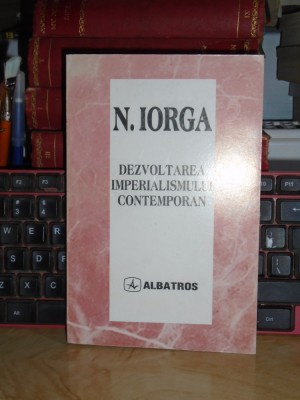 N. IORGA
DEZVOLTAREA
IMPERIALISMULUI
CONTEMPORAN
ALBATROS